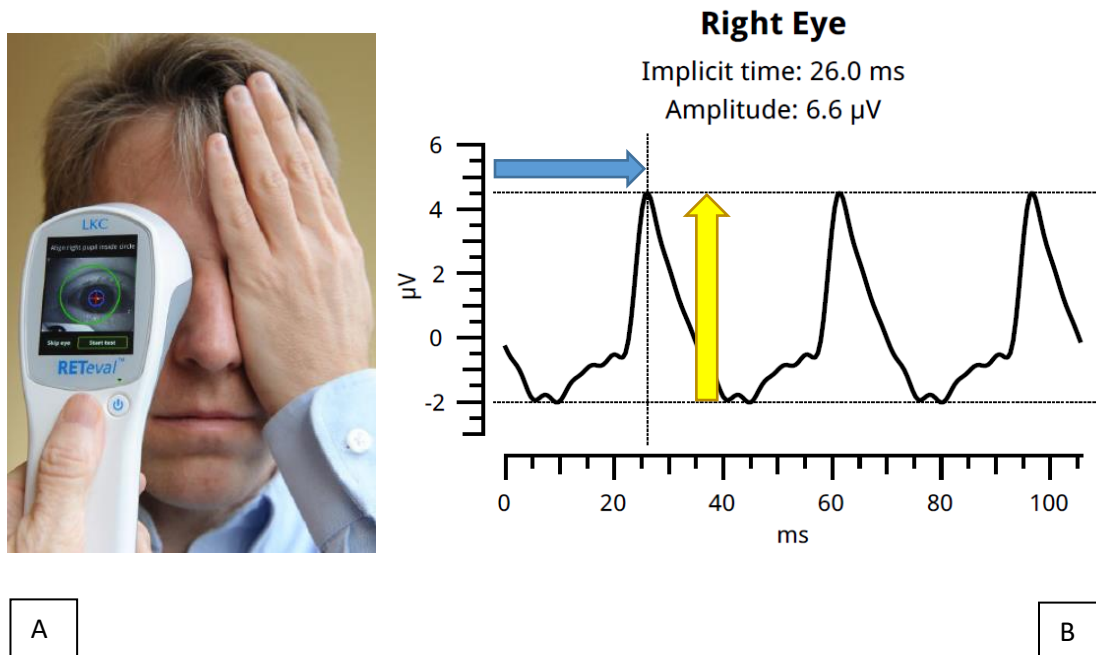 LKC
Align right pupil inside circle
Skip eye Start test
RETeval™
Right Eye
Implicit time: 26.0 ms
Amplitude: 6.6 µV
6
4
2
0
-2
µV
0 20 40 60 80 100
ms
A
B